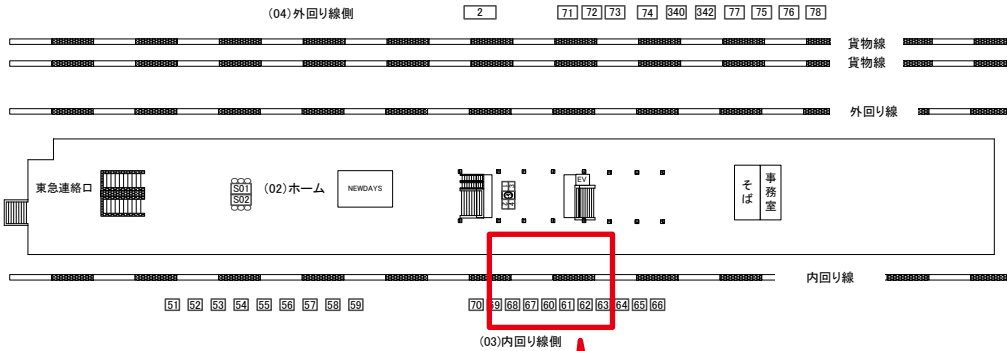 (04)外回り線側 2 71 72 73 74 340 342 77 75 76 78
貨物線
貨物線
外回り線
東急連絡口
S01
S02
(02)ホーム
NEWDAYS
EV
そば
事務室
内回り線
51 52 53 54 55 56 57 58 59 70 69 68 67 60 61 62 63 64 65 66
(03)内回り線側